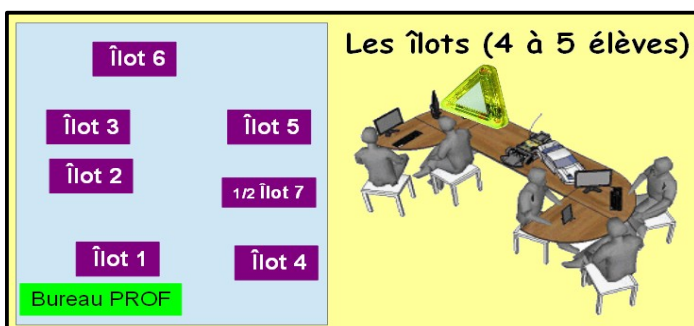 Îlot 6
Îlot 3
Îlot 5
Îlot 2
1/2 Îlot 7
Îlot 1
Îlot 4
Bureau PROF
Les îlots (4 à 5 élèves)